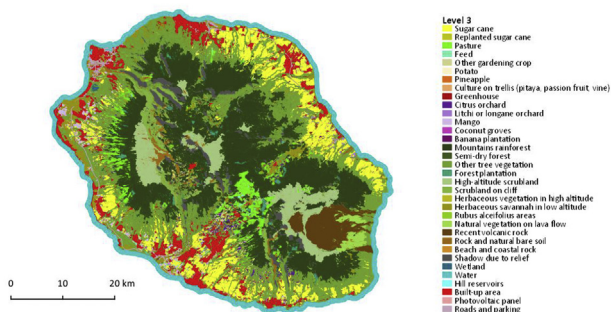 Level 3
Sugar cane
Replanted sugar cane
Pasture
Feed
Other gardening crop
Potato
Pineapple
Culture on trellis (pitaya, passion fruit, vine)
Greenhouse
Citrus orchard
Litchi or longane orchard
Mango
Coconut groves
Banana plantation
Mountains rainforest
Semi-dry forest
Other tree vegetation
Forest plantation
High-altitude scrubland
Scrubland on cliff
Herbaceous vegetation in high altitude
Herbaceous savannah in low altitude
Rubus alceifolius areas
Natural vegetation on lava flow
Recent volcanic rock
Rock and natural bare soil
Beach and coastal rock
Shadow due to relief
Wetland
Water
Hill reservoirs
Built-up area
Photovoltaic panel
Roads and parking
0 10 20 km